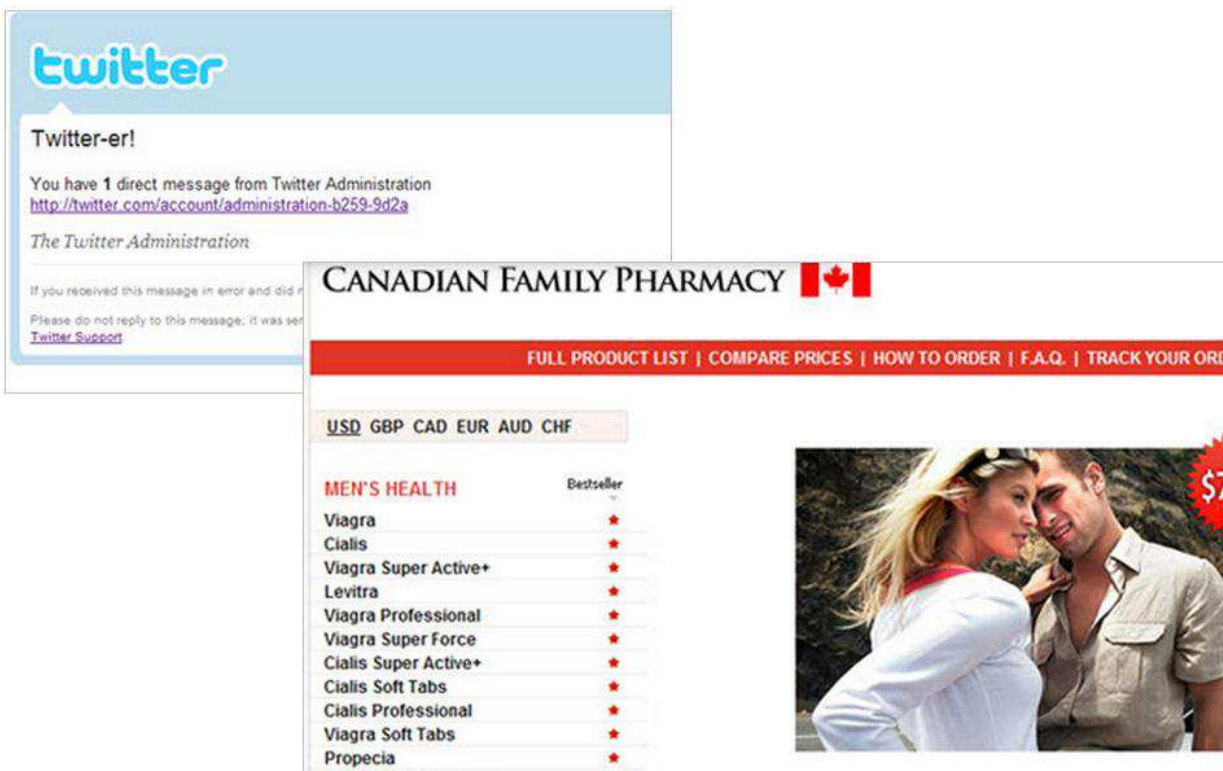 twitter
Twitter-er!
You have 1 direct message from Twitter Administration
http://twitter.com/account/administration-b259-9d2a
The Twitter Administration
If you received this message in error and did
Please do not reply to this message; it was
Twitter Support
CANADIAN FAMILY PHARMACY
FULL PRODUCT LIST | COMPARE PRICES | HOW TO ORDER | F.A.Q. | TRACK YOUR
USD GBP CAD EUR AUD CHF
MEN'S HEALTH Bestseller
Viagra
Cialis
Viagra Super Active+
Levitra
Viagra Professional
Viagra Super Force
Cialis Super Active+
Cialis Soft Tabs
Cialis Professional
Viagra Soft Tabs
Propecia
$7